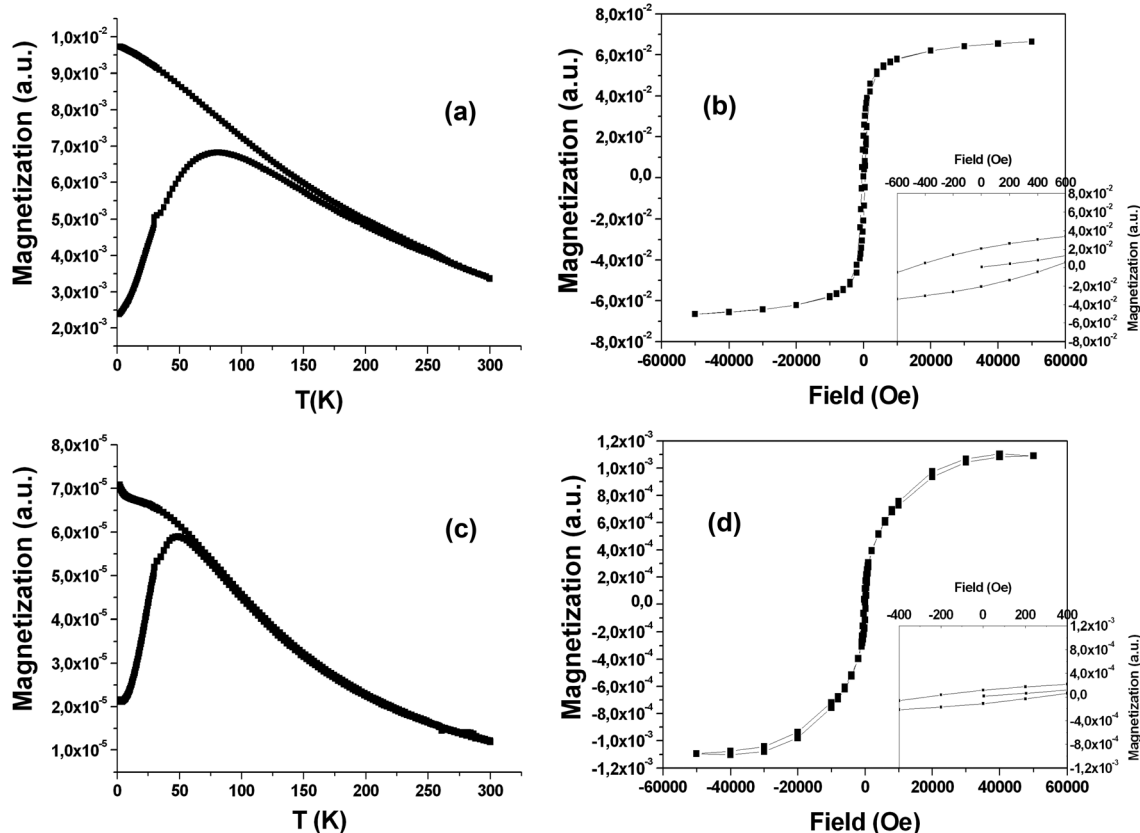 1,0x10⁻²
9,0x10⁻³
8,0x10⁻³
7,0x10⁻³
6,0x10⁻³
5,0x10⁻³
4,0x10⁻³
3,0x10⁻³
2,0x10⁻³
Magnetization (a.u.)
(a)
0 50 100 150 200 250 300
T(K)
8,0x10⁻²
6,0x10⁻²
4,0x10⁻²
2,0x10⁻²
0,0
-2,0x10⁻²
-4,0x10⁻²
-6,0x10⁻²
-8,0x10⁻²
Magnetization (a.u.)
(b)
-60000 -40000 -20000 0 20000 40000 60000
Field (Oe)
Field (Oe)
-600 -400 -200 0 200 400 600
8,0x10⁻²
6,0x10⁻²
4,0x10⁻²
2,0x10⁻²
0,0
-2,0x10⁻²
-4,0x10⁻²
-6,0x10⁻²
-8,0x10⁻²
Magnetization (a.u.)
8,0x10⁻⁵
7,0x10⁻⁵
6,0x10⁻⁵
5,0x10⁻⁵
4,0x10⁻⁵
3,0x10⁻⁵
2,0x10⁻⁵
1,0x10⁻⁵
Magnetization (a.u.)
(c)
0 50 100 150 200 250 300
T (K)
1,2x10⁻³
1,0x10⁻³
8,0x10⁻⁴
6,0x10⁻⁴
4,0x10⁻⁴
2,0x10⁻⁴
0,0
-2,0x10⁻⁴
-4,0x10⁻⁴
-6,0x10⁻⁴
-8,0x10⁻⁴
-1,0x10⁻³
-1,2x10⁻³
Magnetization (a.u.)
(d)
-60000 -40000 -20000 0 20000 40000 60000
Field (Oe)
Field (Oe)
-400 -200 0 200 400
1,2x10⁻³
8,0x10⁻⁴
4,0x10⁻⁴
0,0
-4,0x10⁻⁴
-8,0x10⁻⁴
-1,2x10⁻³
Magnetization (a.u.)